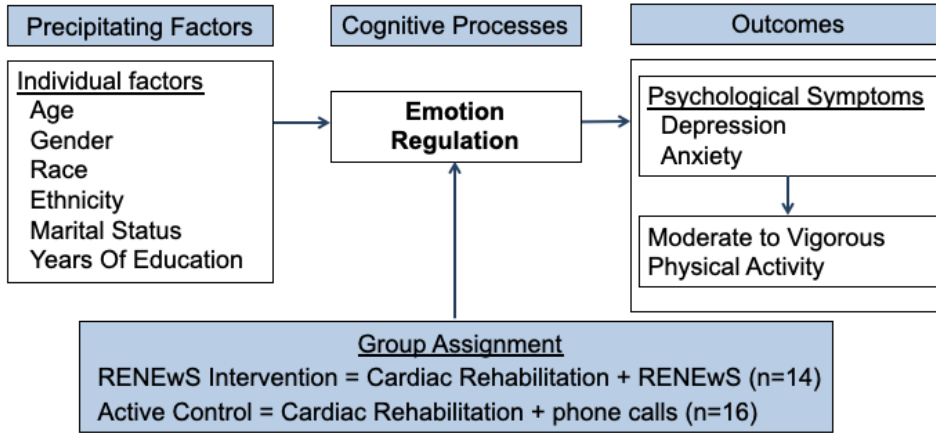 Precipitating Factors
Cognitive Processes
Outcomes
Individual factors
Age
Gender
Race
Ethnicity
Marital Status
Years Of Education
Emotion
Regulation
Psychological Symptoms
Depression
Anxiety
Moderate to Vigorous
Physical Activity
Group Assignment
RENEwS Intervention = Cardiac Rehabilitation + RENEwS (n=14)
Active Control = Cardiac Rehabilitation + phone calls (n=16)